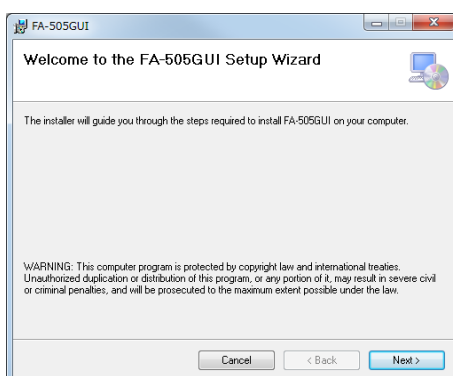 FA-505GUI
Welcome to the FA-505GUI Setup Wizard
The installer will guide you through the steps required to install FA-505GUI on your computer.
WARNING: This computer program is protected by copyright law and international treaties.
Unauthorized duplication or distribution of this program, or any portion of it, may result in severe civil
or criminal penalties, and will be prosecuted to the maximum extent possible under the law.
Cancel < Back Next >